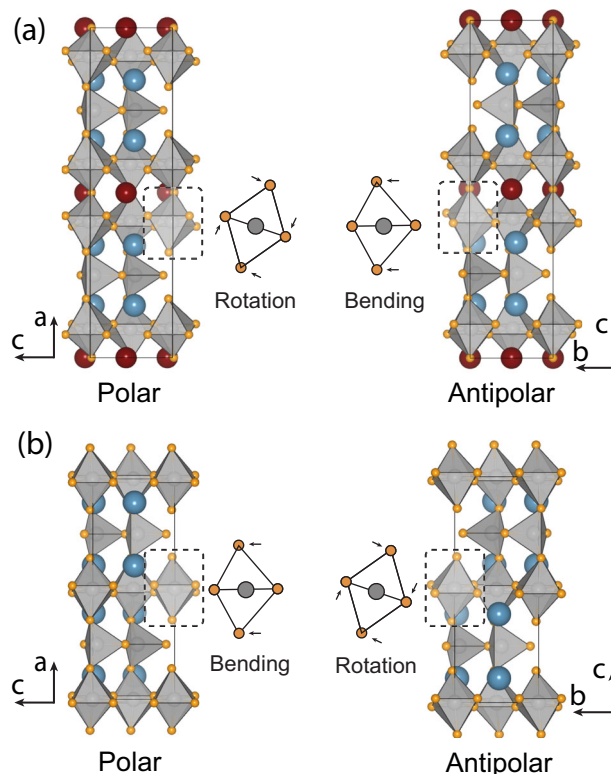 (a)
Rotation
Bending
a
c
Polar
c
b
Antipolar
(b)
Bending
Rotation
a
c
Polar
c
b
Antipolar